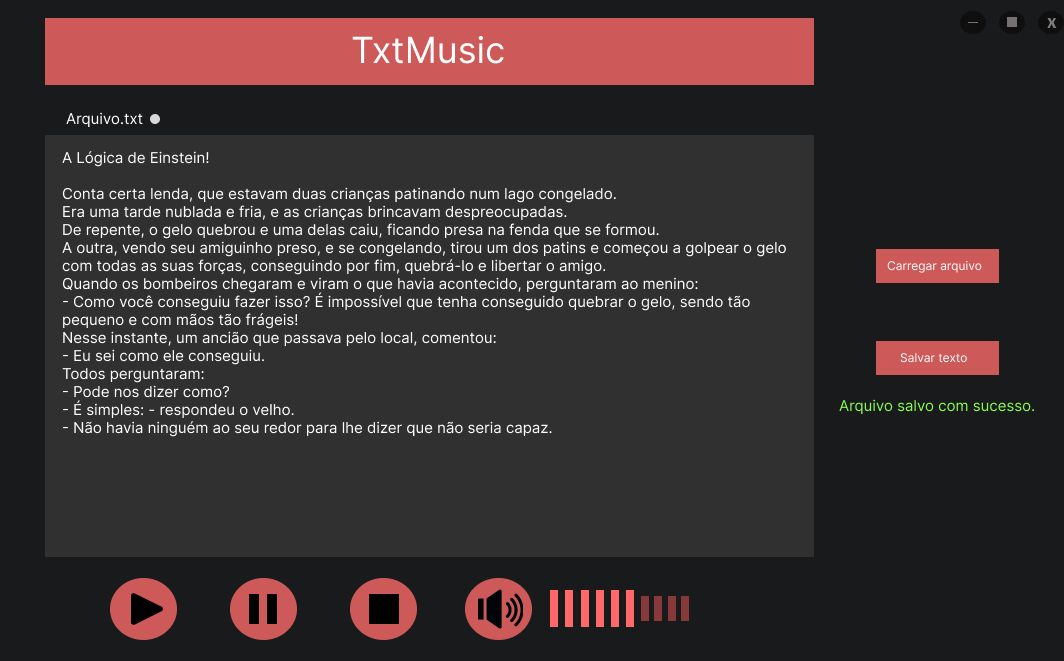 TxtMusic
X
Arquivo.txt
A Lógica de Einstein!
Conta certa lenda, que estavam duas crianças patinando num lago congelado.
Era uma tarde nublada e fria, e as crianças brincavam despreocupadas.
De repente, o gelo quebrou e uma delas caiu, ficando presa na fenda que se formou.
A outra, vendo seu amiguinho preso, e se congelando, tirou um dos patins e começou a golpear o gelo
com todas as suas forças, conseguindo por fim, quebrá-lo e libertar o amigo.
Quando os bombeiros chegaram e viram o que havia acontecido, perguntaram ao menino:
- Como você conseguiu fazer isso? É impossível que tenha conseguido quebrar o gelo, sendo tão
pequeno e com mãos tão frágeis!
Nesse instante, um ancião que passava pelo local, comentou:
- Eu sei como ele conseguiu.
Todos perguntaram:
- Pode nos dizer como?
- É simples: - respondeu o velho.
- Não havia ninguém ao seu redor para lhe dizer que não seria capaz.
Carregar arquivo
Salvar texto
Arquivo salvo com sucesso.